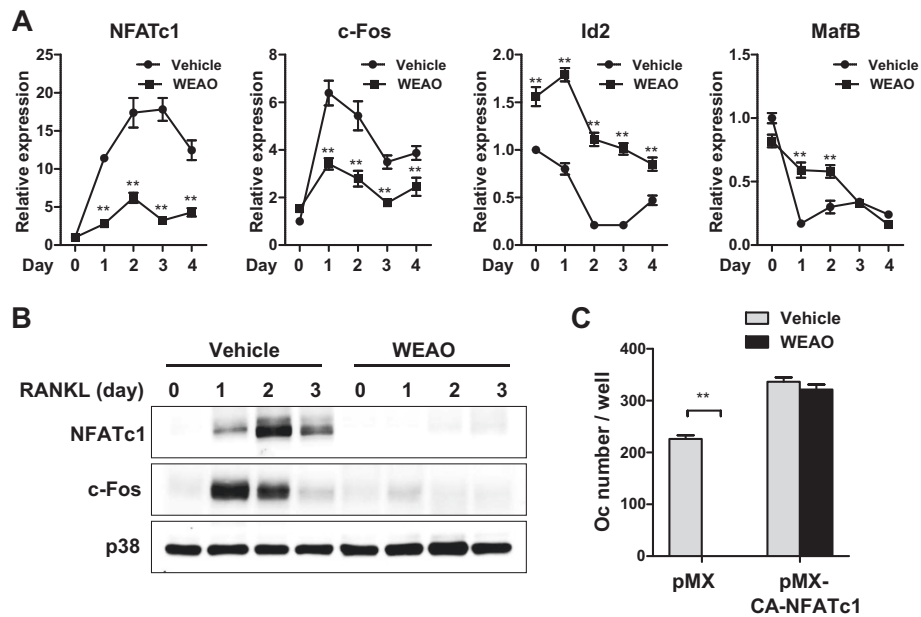 A
NFATc1
Relative expression
25
20
15
10
5
0
Vehicle
WEAO
**
**
**
**
Day 0 1 2 3 4
c-Fos
Relative expression
8
6
4
2
0
Vehicle
WEAO
**
**
**
**
Day 0 1 2 3 4
Id2
Relative expression
2.0
1.5
1.0
0.5
0.0
Vehicle
WEAO
**
**
**
**
**
Day 0 1 2 3 4
MafB
Relative expression
1.5
1.0
0.5
0.0
Vehicle
WEAO
**
**
Day 0 1 2 3 4
B
Vehicle WEAO
RANKL (day) 0 1 2 3 0 1 2 3
NFATc1
c-Fos
p38
C
Vehicle
WEAO
Oc number / well
400
300
200
100
0
**
pMX
pMX-
CA-NFATc1